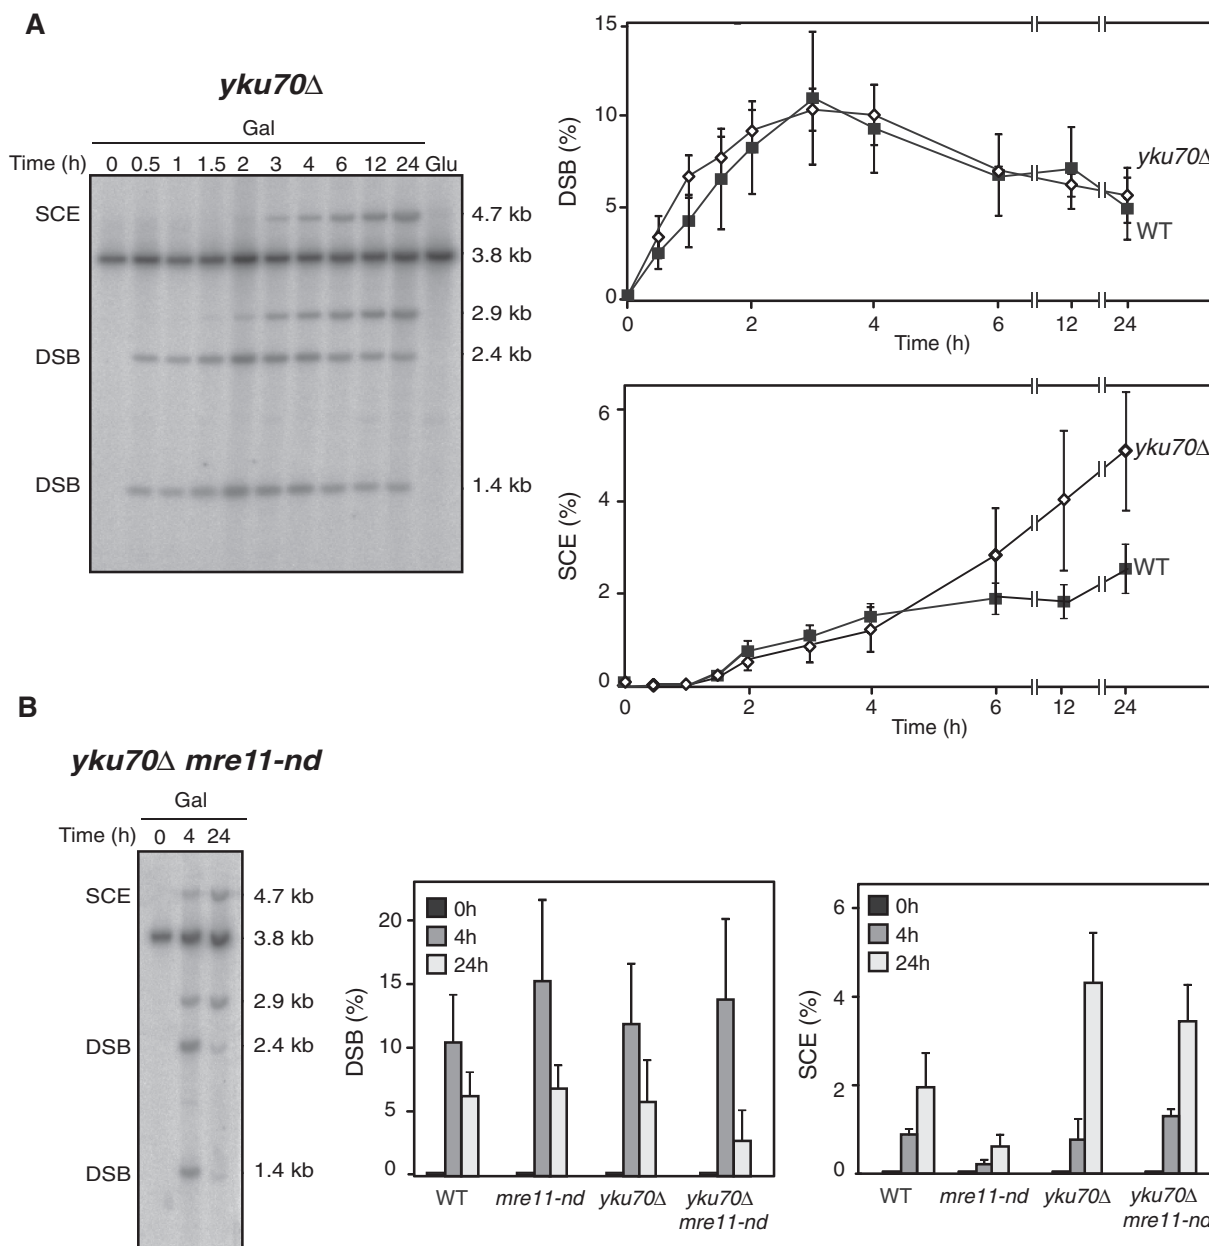 A
yku70Δ
Gal
Time (h) 0 0.5 1 1.5 2 3 4 6 12 24 Glu
SCE 4.7 kb
3.8 kb
2.9 kb
DSB 2.4 kb
DSB 1.4 kb
15
10
5
0
DSB (%)
yku70Δ
WT
0 2 4 6 12 24
Time (h)
6
4
2
0
SCE (%)
yku70Δ
WT
0 2 4 6 12 24
Time (h)
B
yku70Δ mre11-nd
Gal
Time (h) 0 4 24
SCE 4.7 kb
3.8 kb
2.9 kb
DSB 2.4 kb
DSB 1.4 kb
20
15
10
5
0
DSB (%)
0h
4h
24h
WT mre11-nd yku70Δ yku70Δ
mre11-nd
6
4
2
0
SCE (%)
0h
4h
24h
WT mre11-nd yku70Δ yku70Δ
mre11-nd